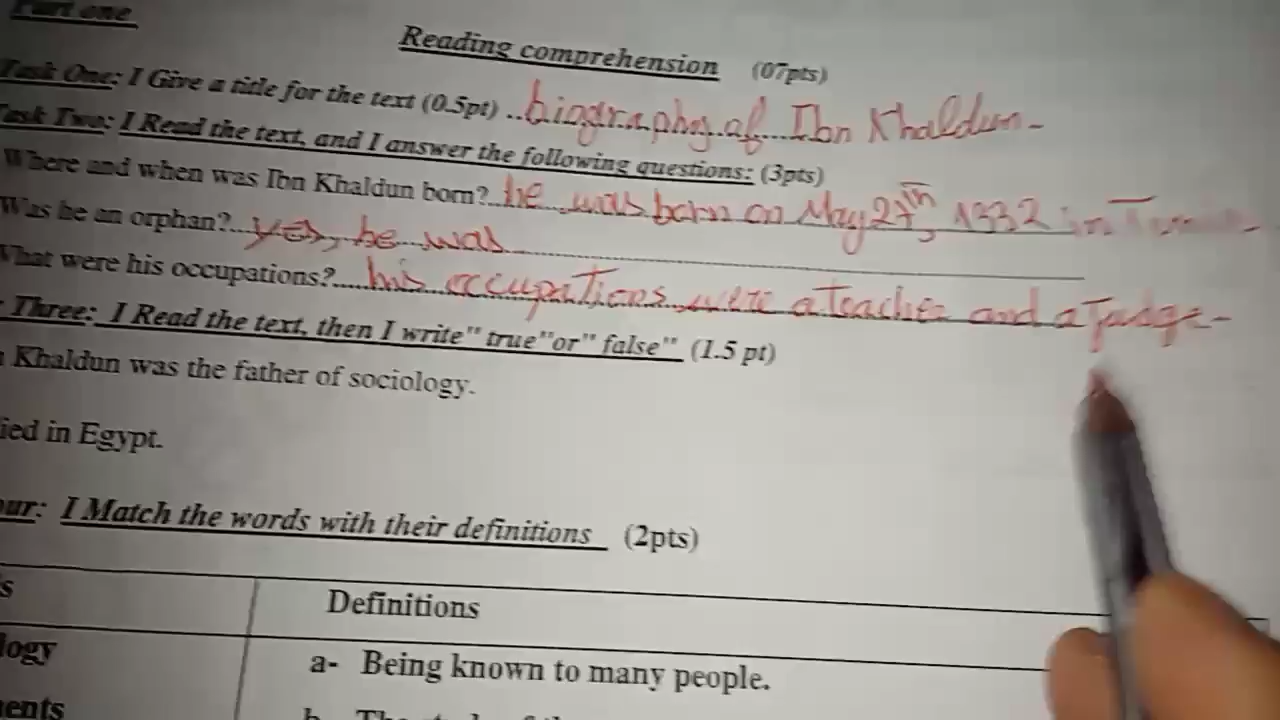 Part one
Reading comprehension (07pts)
Task One: I Give a title for the text (0.5pt) ..biography of Ibn Khaldun-
Task Two: I Read the text, and I answer the following questions: (3pts)
Where and when was Ibn Khaldun born? he was born on May 27th, 1332 in
Was he an orphan?...yes, he was
What were his occupations?.....his occupations were a Teacher and a Judge-
Three: I Read the text, then I write" true"or" false" (1.5 pt)
Khaldun was the father of sociology.
ied in Egypt.
our: I Match the words with their definitions (2pts)
s Definitions
logy a- Being known to many people.
ents